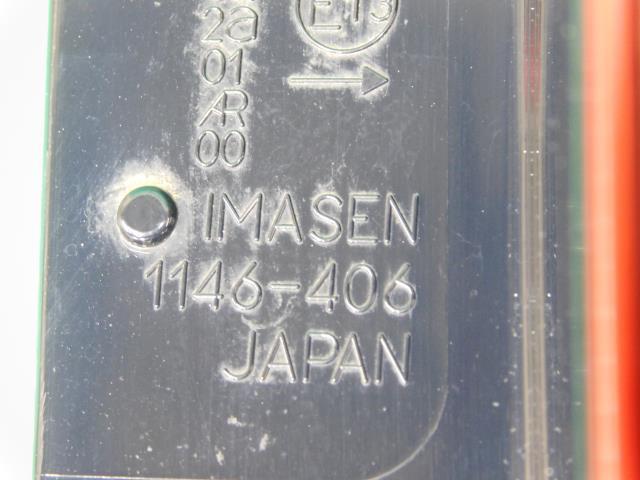 E13
2a
01
AR
00
IMASEN
1146-406
JAPAN